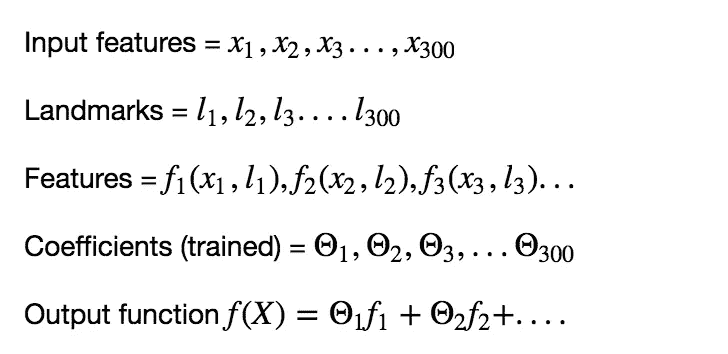 Input features = x₁, x₂, x₃ . . . , x₃₀₀
Landmarks = l₁, l₂, l₃. . . . l₃₀₀
Features = f₁(x₁, l₁), f₂(x₂, l₂), f₃(x₃, l₃). . .
Coefficients (trained) = Θ₁, Θ₂, Θ₃, . . . Θ₃₀₀
Output function f(X) = Θ₁f₁ + Θ₂f₂+. . . .